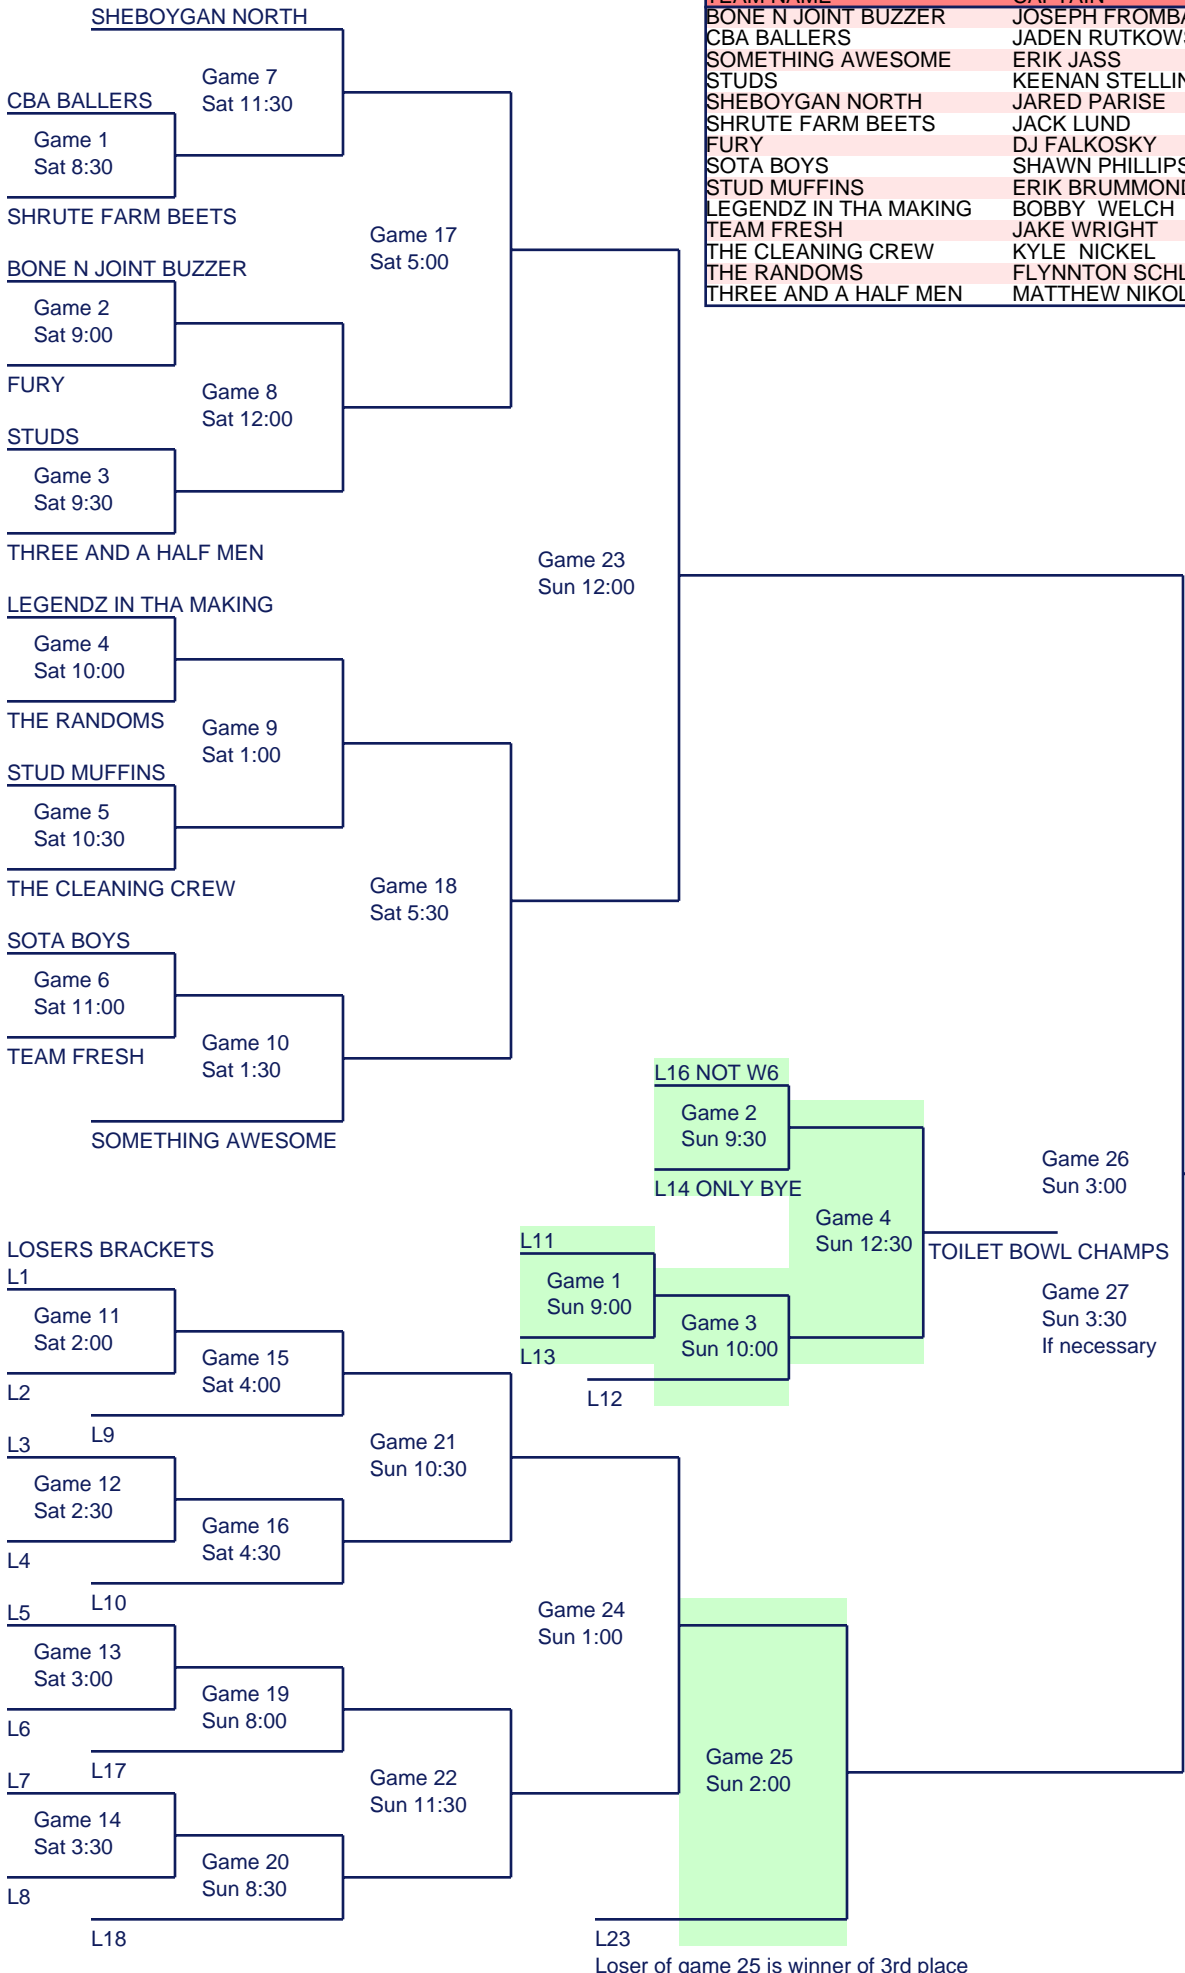 SHEBOYGAN NORTH
Game 7
Sat 11:30
CBA BALLERS
Game 1
Sat 8:30
SHRUTE FARM BEETS
Game 17
Sat 5:00
BONE N JOINT BUZZER
Game 2
Sat 9:00
FURY
Game 8
Sat 12:00
STUDS
Game 3
Sat 9:30
THREE AND A HALF MEN
Game 23
Sun 12:00
LEGENDZ IN THA MAKING
Game 4
Sat 10:00
THE RANDOMS
Game 9
Sat 1:00
STUD MUFFINS
Game 5
Sat 10:30
THE CLEANING CREW
Game 18
Sat 5:30
SOTA BOYS
Game 6
Sat 11:00
TEAM FRESH
Game 10
Sat 1:30
SOMETHING AWESOME
BONE N JOINT BUZZER JOSEPH
CBA BALLERS JADEN
SOMETHING AWESOME ERIK JASS
STUDS KEENAN
SHEBOYGAN NORTH JARED PARISE
SHRUTE FARM BEETS JACK LUND
FURY DJ FALKOSKY
SOTA BOYS SHAWN PHILLIPS
STUD MUFFINS ERIK
LEGENDZ IN THA MAKING BOBBY WELCH
TEAM FRESH JAKE WRIGHT
THE CLEANING CREW KYLE NICKEL
THE RANDOMS FLYNNTON
THREE AND A HALF MEN MATTHEW
L16 NOT W6
Game 2
Sun 9:30
L14 ONLY BYE
Game 4
Sun 12:30
L11
Game 1
Sun 9:00
L13
Game 3
Sun 10:00
L12
TOILET BOWL CHAMPS
Game 26
Sun 3:00
Game 27
Sun 3:30
If necessary
LOSERS BRACKETS
L1
Game 11
Sat 2:00
L2
Game 15
Sat 4:00
L9
L3
Game 12
Sat 2:30
L4
Game 16
Sat 4:30
L10
Game 21
Sun 10:30
L5
Game 13
Sat 3:00
L6
Game 19
Sun 8:00
L17
L7
Game 14
Sat 3:30
L8
Game 20
Sun 8:30
L18
Game 22
Sun 11:30
Game 24
Sun 1:00
Game 25
Sun 2:00
L23
Loser of game 25 is winner of 3rd place